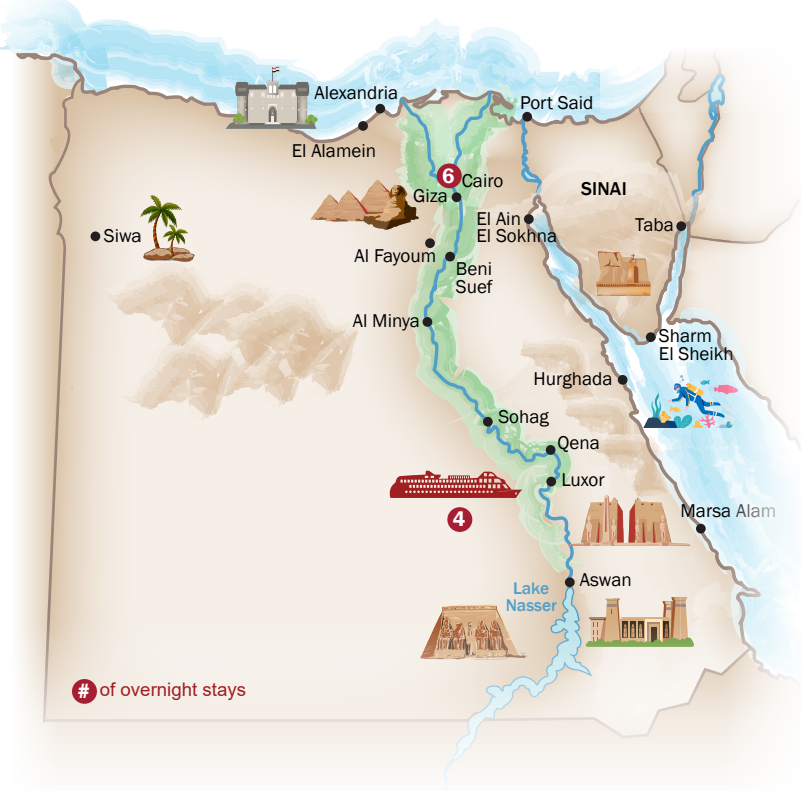 Alexandria
Port Said
El Alamein
6
Cairo
SINAI
Giza
El Ain
El Sokhna
Taba
Siwa
Al Fayoum
Beni
Suef
Al Minya
Sharm
El Sheikh
Hurghada
Sohag
Qena
Luxor
4
Marsa Alam
Aswan
Lake
Nasser
# of overnight stays